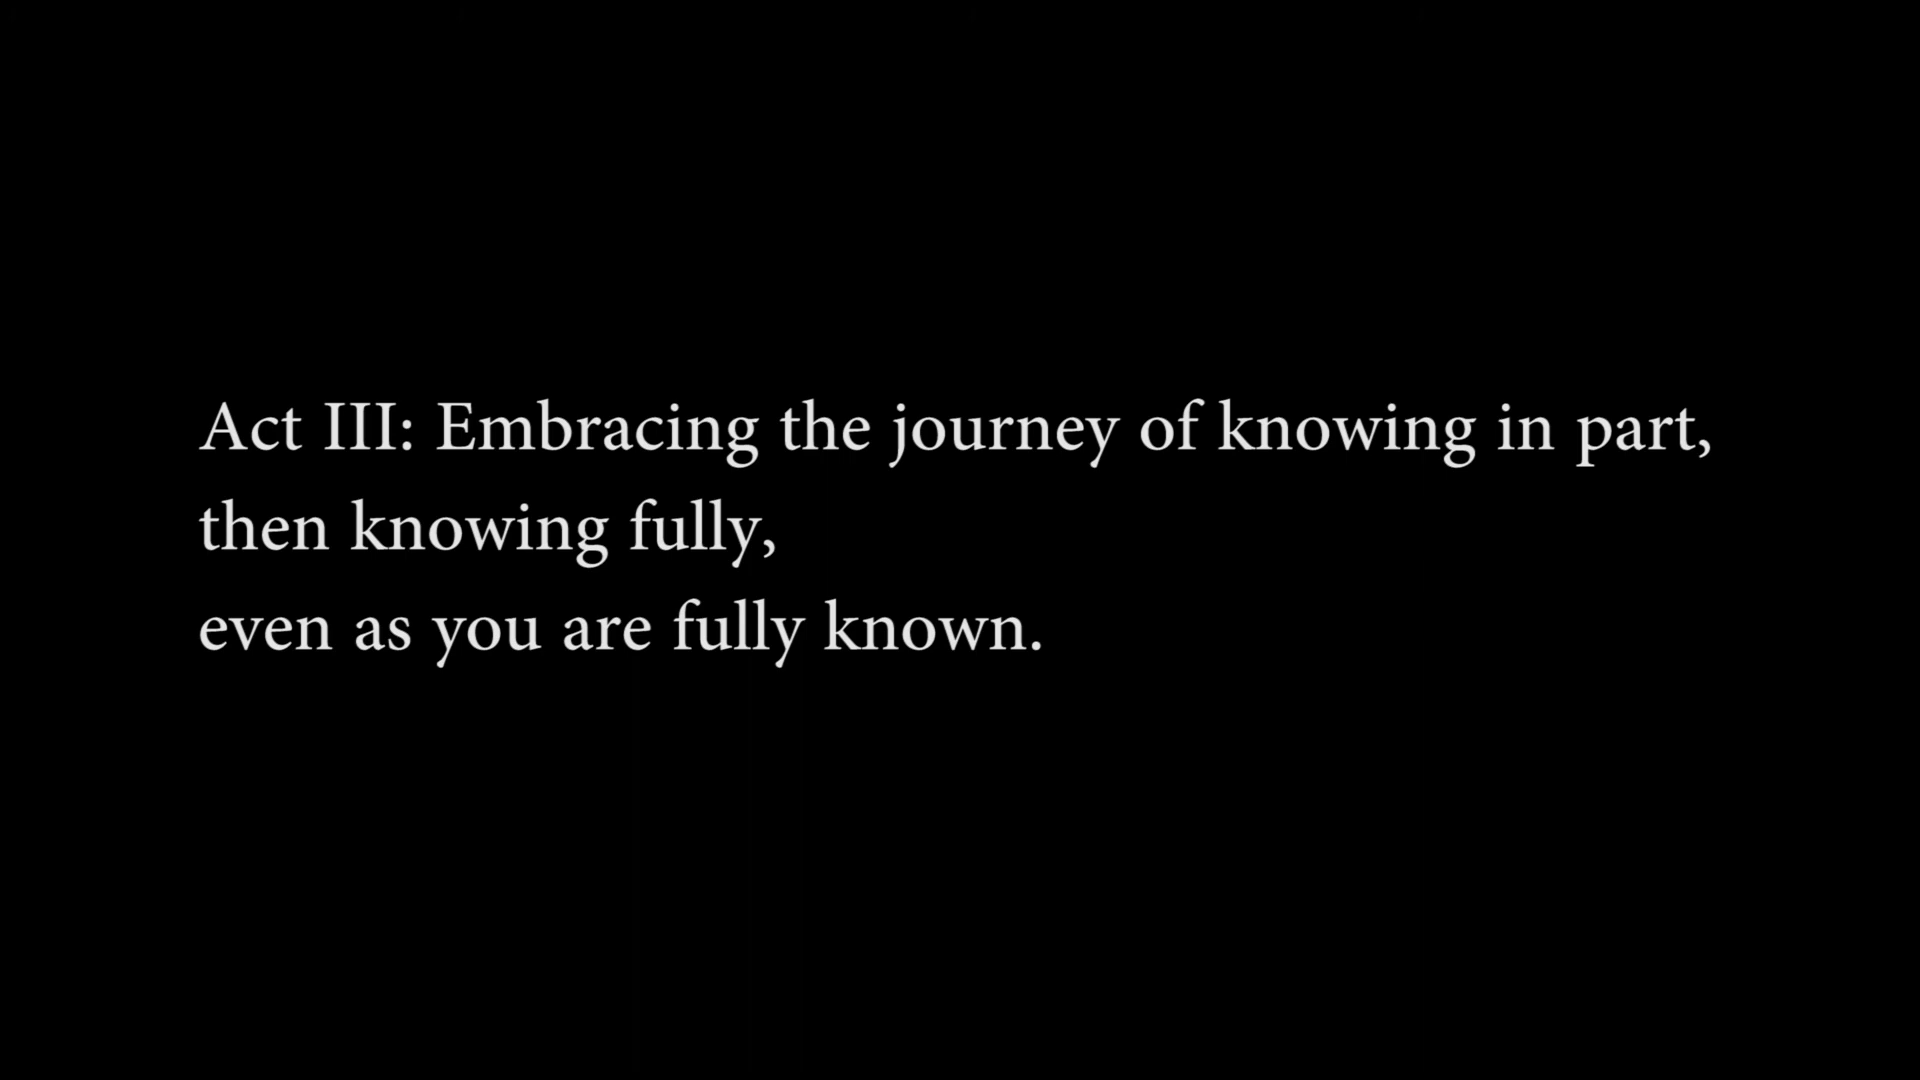 Act III: Embracing the journey of knowing in part,
then knowing fully,
even as you are fully known.